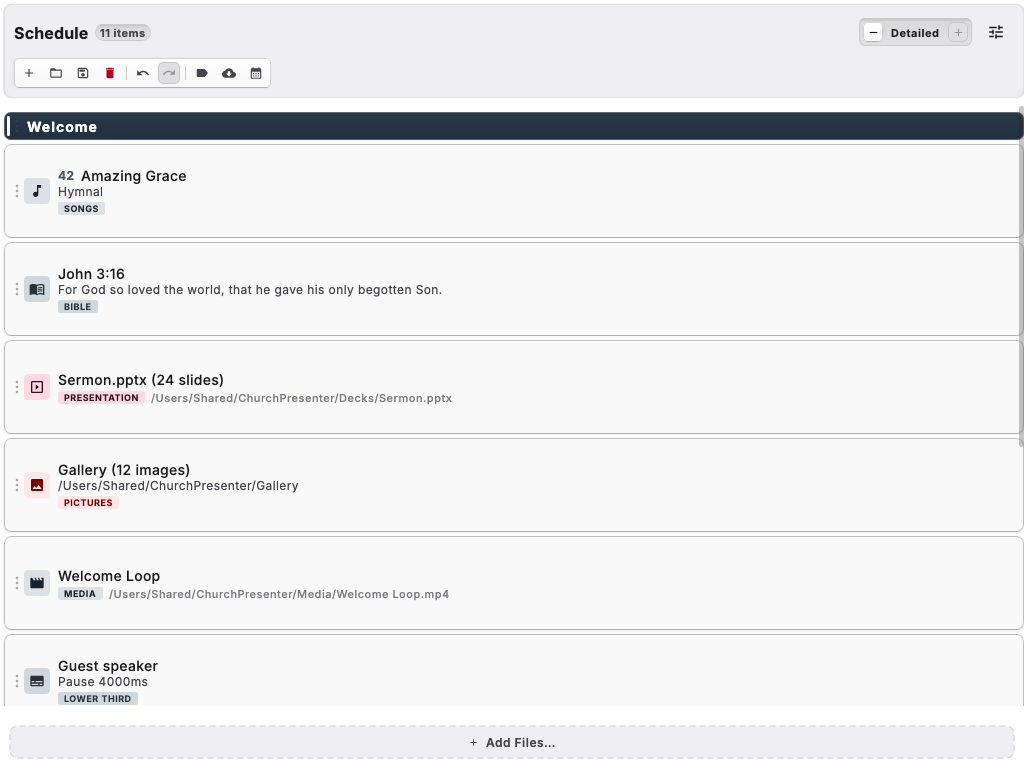 Schedule 11 items
Detailed
Welcome
42 Amazing Grace
Hymnal
SONGS
John 3:16
For God so loved the world, that he gave his only begotten Son.
BIBLE
Sermon.pptx (24 slides)
PRESENTATION /Users/Shared/ChurchPresenter/Decks/Sermon.pptx
Gallery (12 images)
/Users/Shared/ChurchPresenter/Gallery
PICTURES
Welcome Loop
MEDIA /Users/Shared/ChurchPresenter/Media/Welcome Loop.mp4
Guest speaker
Pause 4000ms
LOWER THIRD
+ Add Files...